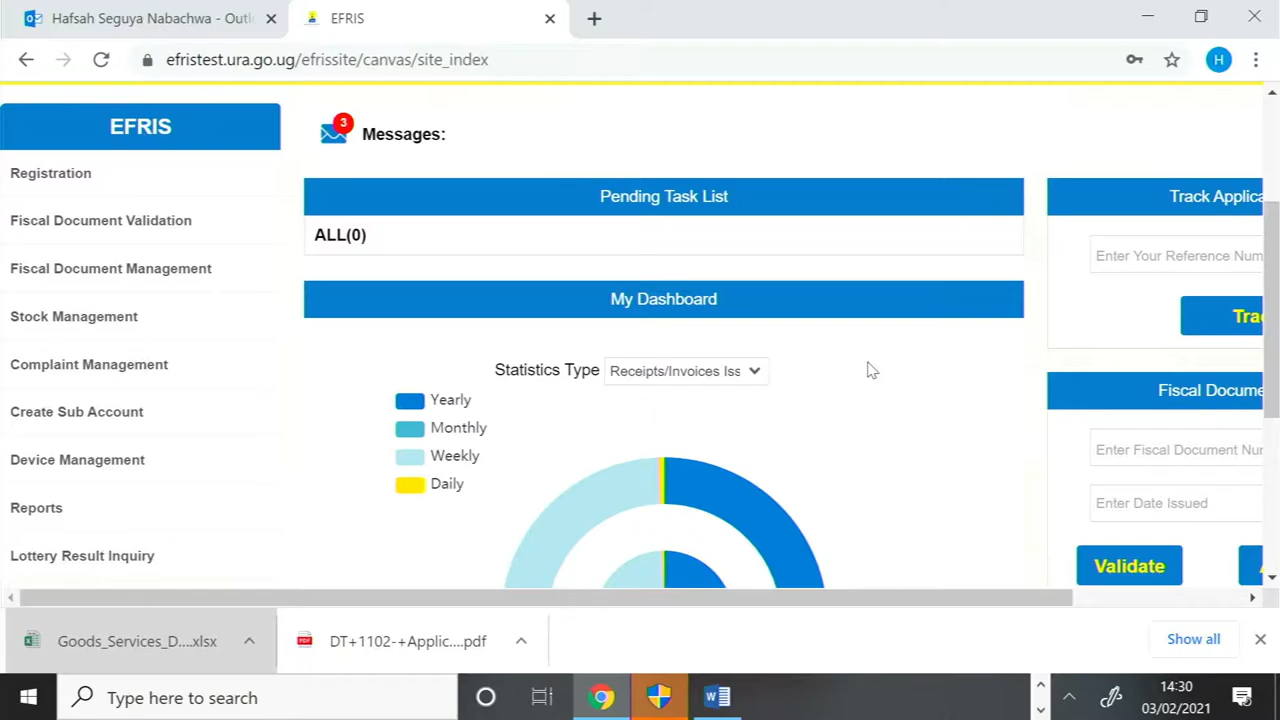 Hafsah Seguya Nabachwa - Outlo
EFRIS
efristest.ura.go.ug/efrissite/canvas/site_index
H
EFRIS
Registration
Fiscal Document Validation
Fiscal Document Management
Stock Management
Complaint Management
Create Sub Account
Device Management
Reports
Lottery Result Inquiry
3
Messages:
Pending Task List
ALL(0)
My Dashboard
Statistics Type
Receipts/Invoices Iss
Yearly
Monthly
Weekly
Daily
Track Applica
Enter Your Reference Num
Trac
Fiscal Docume
Enter Fiscal Document Nur
Enter Date Issued
Validate
Goods_Services_D....xlsx
PDF
DT+1102-+Applic....pdf
Show all
Type here to search
14:30
03/02/2021